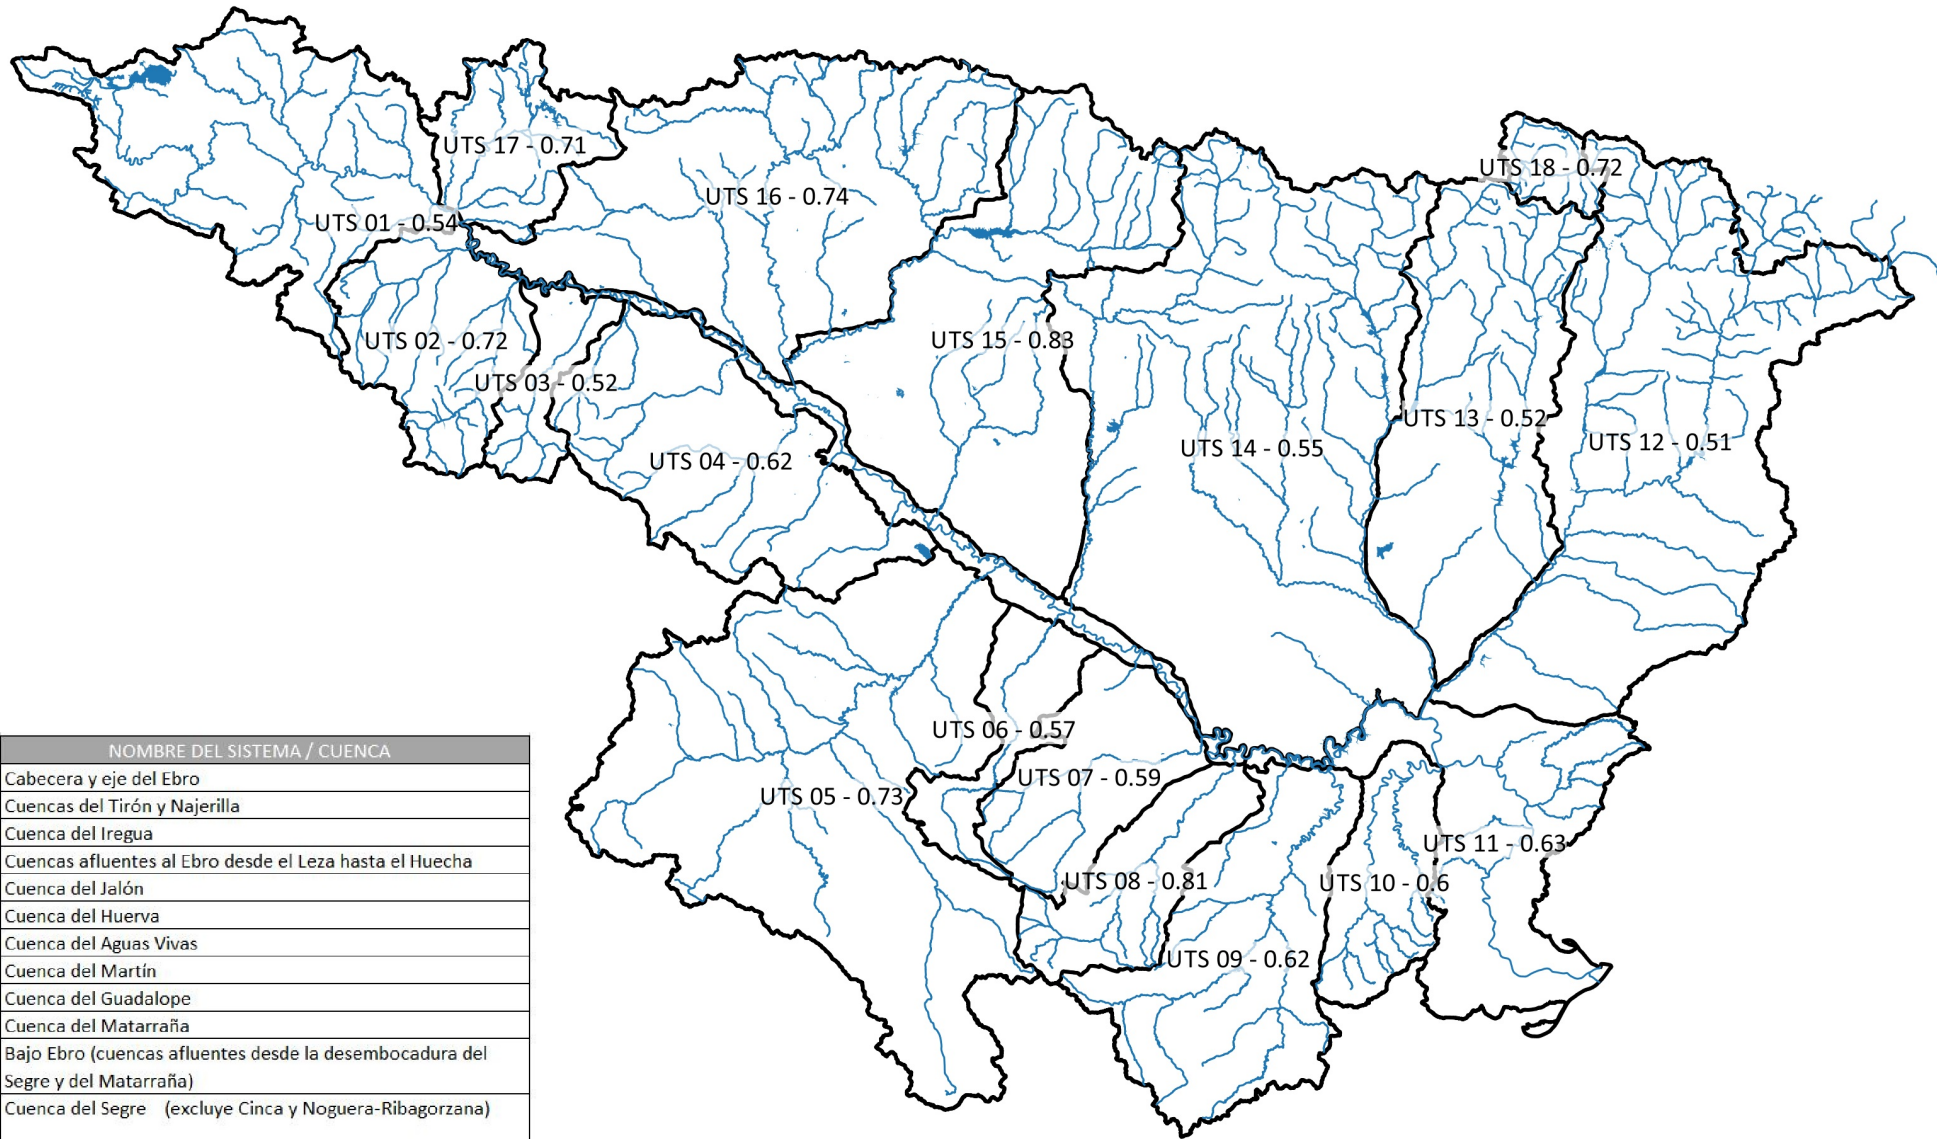 UTS 17 - 0.71
UTS 18 - 0.72
UTS 16 - 0.74
UTS 01 - 0.54
UTS 02 - 0.72
UTS 15 - 0.83
UTS 03 - 0.52
UTS 13 - 0.52
UTS 12 - 0.51
UTS 14 - 0.55
UTS 04 - 0.62
UTS 06 - 0.57
UTS 07 - 0.59
UTS 05 - 0.73
UTS 11 - 0.63
UTS 08 - 0.81
UTS 10 - 0.6
UTS 09 - 0.62
NOMBRE DEL SISTEMA / CUENCA
Cabecera y eje del Ebro
Cuencas del Tirón y Najerilla
Cuenca del Iregua
Cuencas afluentes al Ebro desde el Leza hasta el Huecha
Cuenca del Jalón
Cuenca del Huerva
Cuenca del Aguas Vivas
Cuenca del Martín
Cuenca del Guadalope
Cuenca del Matarraña
Bajo Ebro (cuencas afluentes desde la desembocadura del
Segre y del Matarraña)
Cuenca del Segre (excluye Cinca y Noguera-Ribagorzana)